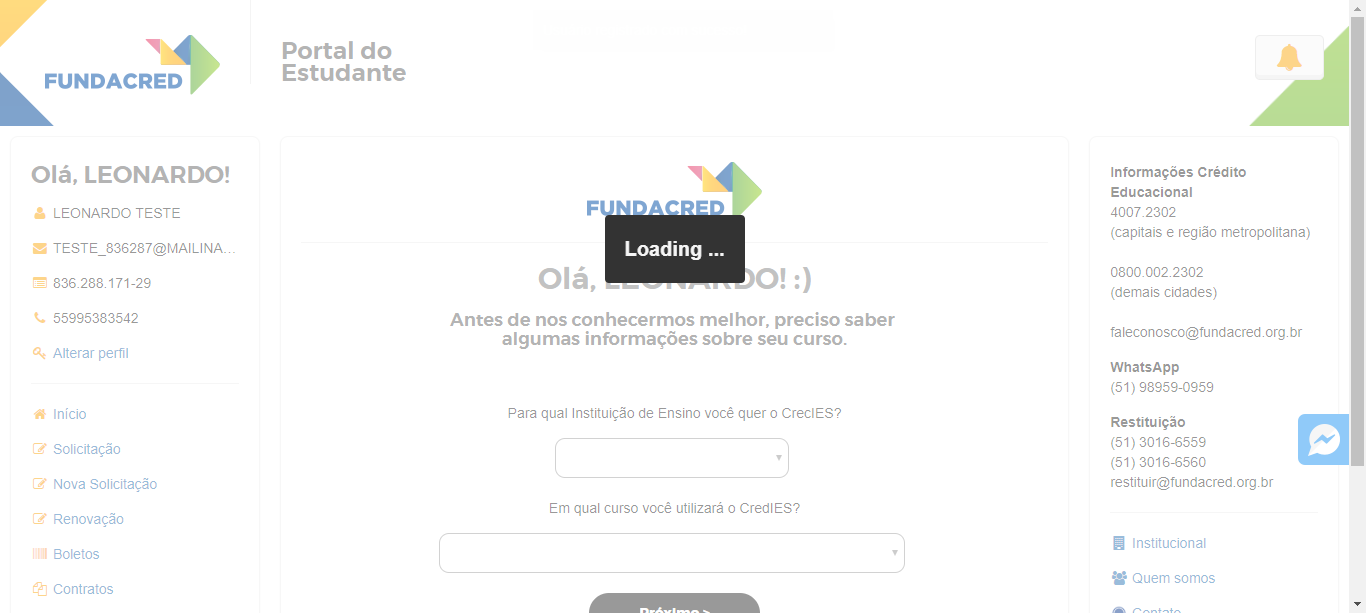 FUNDACRED
Portal do
Estudante
Olá, LEONARDO!
LEONARDO TESTE
TESTE_836287@MAILINA...
836.288.171-29
55995383542
Alterar perfil
Início
Solicitação
Nova Solicitação
Renovação
Boletos
Contratos
FUNDACRED
Loading ...
Olá, LEONARDO! :)
Antes de nos conhecermos melhor, preciso saber
algumas informações sobre seu curso.
Para qual Instituição de Ensino você quer o CrecIES?
Em qual curso você utilizará o CredIES?
Próximo >
Informações Crédito
Educacional
4007.2302
(capitais e região metropolitana)
0800.002.2302
(demais cidades)
faleconosco@fundacred.org.br
WhatsApp
(51) 98959-0959
Restituição
(51) 3016-6559
(51) 3016-6560
restituir@fundacred.org.br
Institucional
Quem somos
Contato